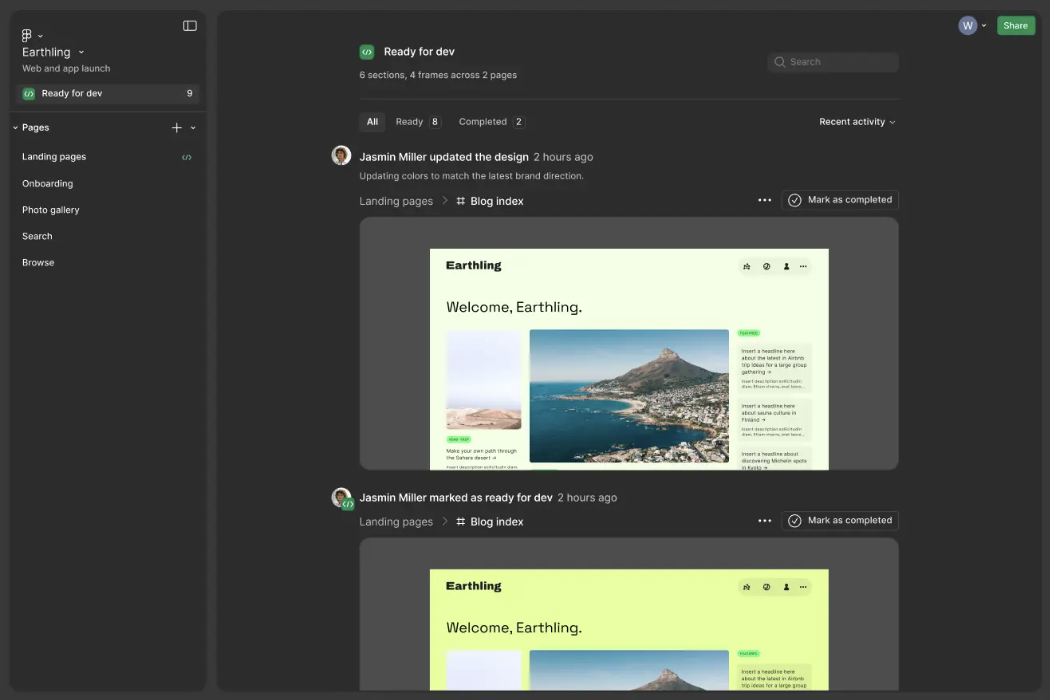 Earthling
Web and app launch
Ready for dev 9
Pages
Landing pages
Onboarding
Photo gallery
Search
Browse
W
Share
Ready for dev
6 sections, 4 frames across 2 pages
Search
All Ready 8 Completed 2
Recent activity
Jasmin Miller updated the design 2 hours ago
Updating colors to match the latest brand direction.
Landing pages > # Blog index
••• Mark as completed
Earthling
Welcome, Earthling.
Make your own path through
the Sahara desert →
Insert a headline here
about the latest in Airbnb
trip ideas for a large group
gathering →
Insert a headline here
about sauna culture in
Finland →
Insert a headline about
discovering Michelin spots
in
Jasmin Miller marked as ready for dev 2 hours ago
Landing pages > # Blog index
••• Mark as completed
Earthling
Welcome, Earthling.
Insert a headline here
about the latest in Airbnb
trip ideas for a large group